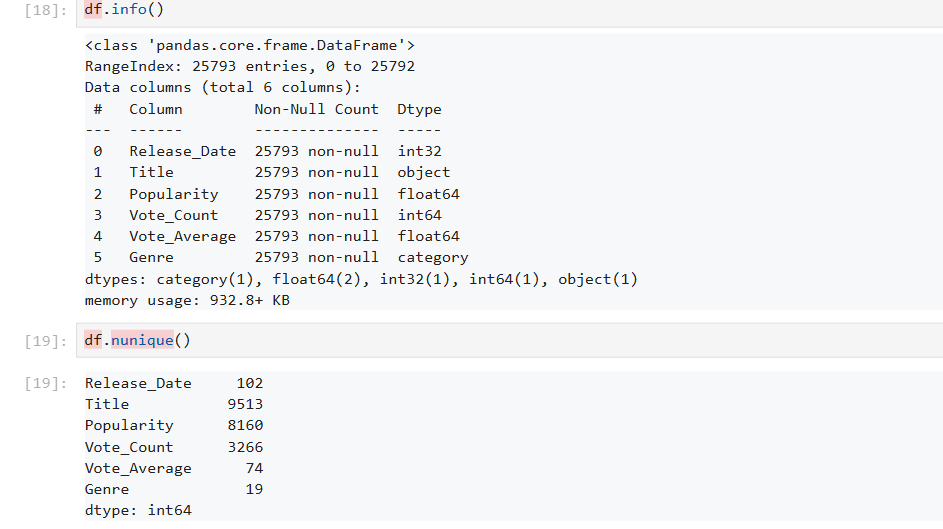 [18]: df.info()
<class 'pandas.core.frame.DataFrame'>
RangeIndex: 25793 entries, 0 to 25792
Data columns (total 6 columns):
 #   Column        Non-Null Count  Dtype
---  ------        --------------  -----
 0   Release_Date  25793 non-null  int32
 1   Title         25793 non-null  object
 2   Popularity    25793 non-null  float64
 3   Vote_Count    25793 non-null  int64
 4   Vote_Average  25793 non-null  float64
 5   Genre         25793 non-null  category
dtypes: category(1), float64(2), int32(1), int64(1), object(1)
memory usage: 932.8+ KB
[19]: df.nunique()
[19]: Release_Date     102
Title           9513
Popularity      8160
Vote_Count      3266
Vote_Average      74
Genre             19
dtype: int64